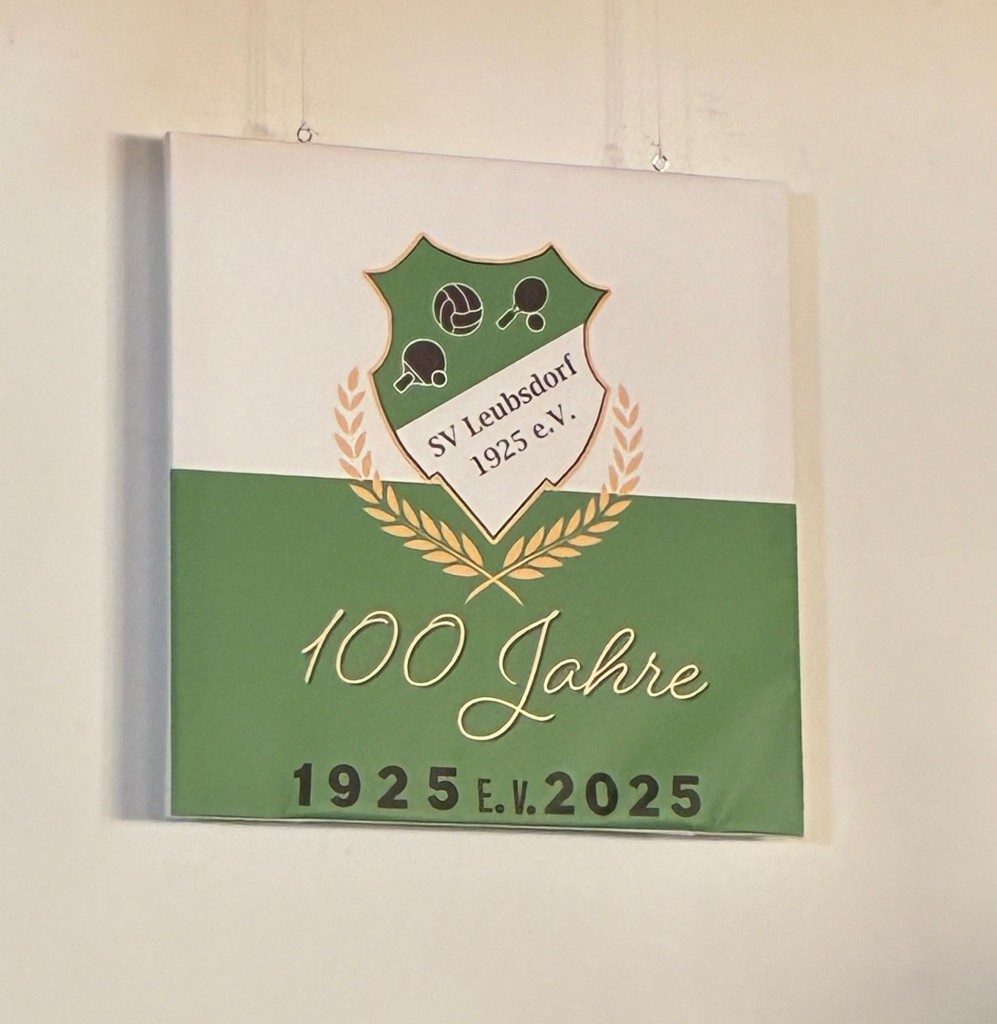 SV Leubsdorf
1925 e.V.
100 Jahre
1925 E.V. 2025